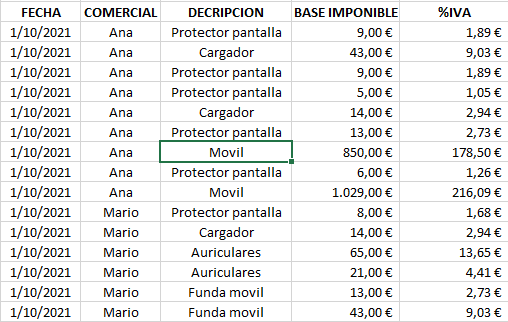 FECHA COMERCIAL DECRIPCION BASE IMPONIBLE %IVA
1/10/2021 Ana Protector pantalla 9,00 € 1,89 €
1/10/2021 Ana Cargador 43,00 € 9,03 €
1/10/2021 Ana Protector pantalla 9,00 € 1,89 €
1/10/2021 Ana Protector pantalla 5,00 € 1,05 €
1/10/2021 Ana Cargador 14,00 € 2,94 €
1/10/2021 Ana Protector pantalla 13,00 € 2,73 €
1/10/2021 Ana Movil 850,00 € 178,50 €
1/10/2021 Ana Protector pantalla 6,00 € 1,26 €
1/10/2021 Ana Movil 1.029,00 € 216,09 €
1/10/2021 Mario Protector pantalla 8,00 € 1,68 €
1/10/2021 Mario Cargador 14,00 € 2,94 €
1/10/2021 Mario Auriculares 65,00 € 13,65 €
1/10/2021 Mario Auriculares 21,00 € 4,41 €
1/10/2021 Mario Funda movil 13,00 € 2,73 €
1/10/2021 Mario Funda movil 43,00 € 9,03 €